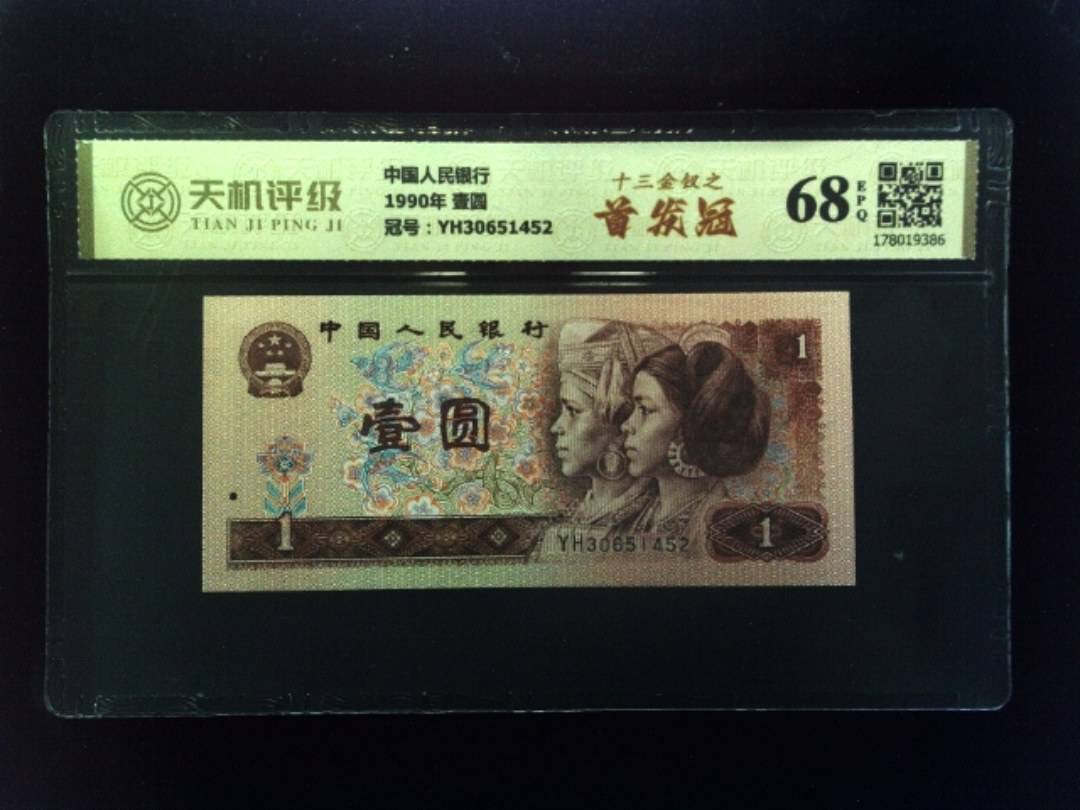 天机评级
TIAN JI PING JI
中国人民银行
1990年 壹圆
冠号：YH30651452
十三金钗之
首发冠
68
EPQ
178019386
中国人民银行
1
壹圆
1
YH30651452
1